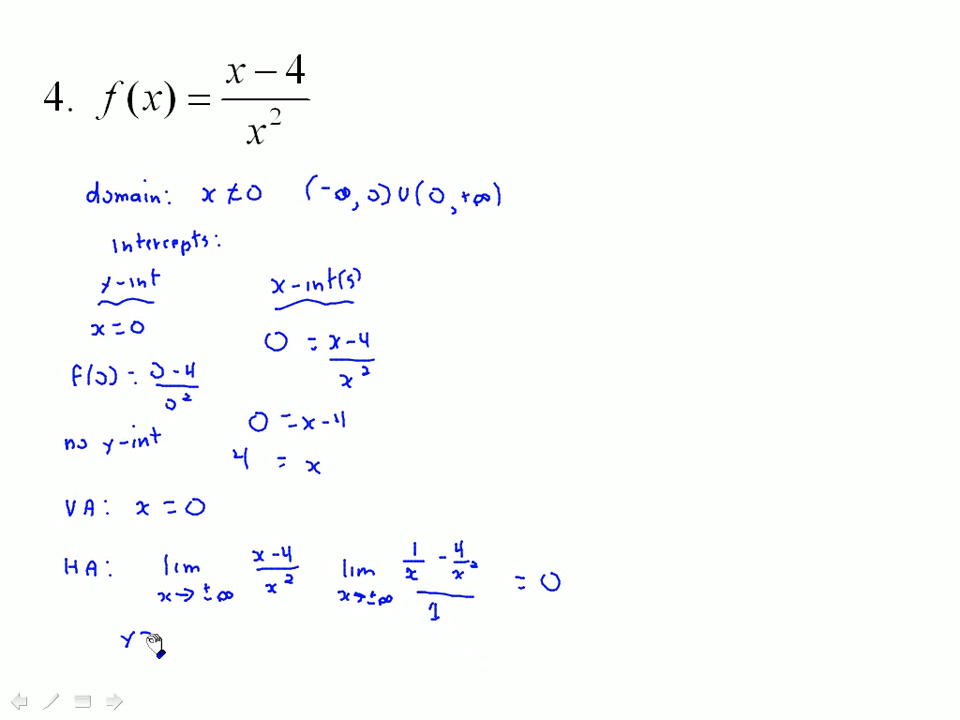 4. f(x) = (x − 4)/x²
domain: x ≠ 0 (-∞, 0) ∪ (0, +∞)
Intercepts:
y-int x-int(s)
x = 0
0 = (x-4)/x²
f(0) = (0-4)/0²
0 = x-4
no y-int
4 = x
VA: x = 0
HA: lim x→±∞ (x-4)/x² lim x→±∞ (1/x - 4/x²)/1 = 0
y =